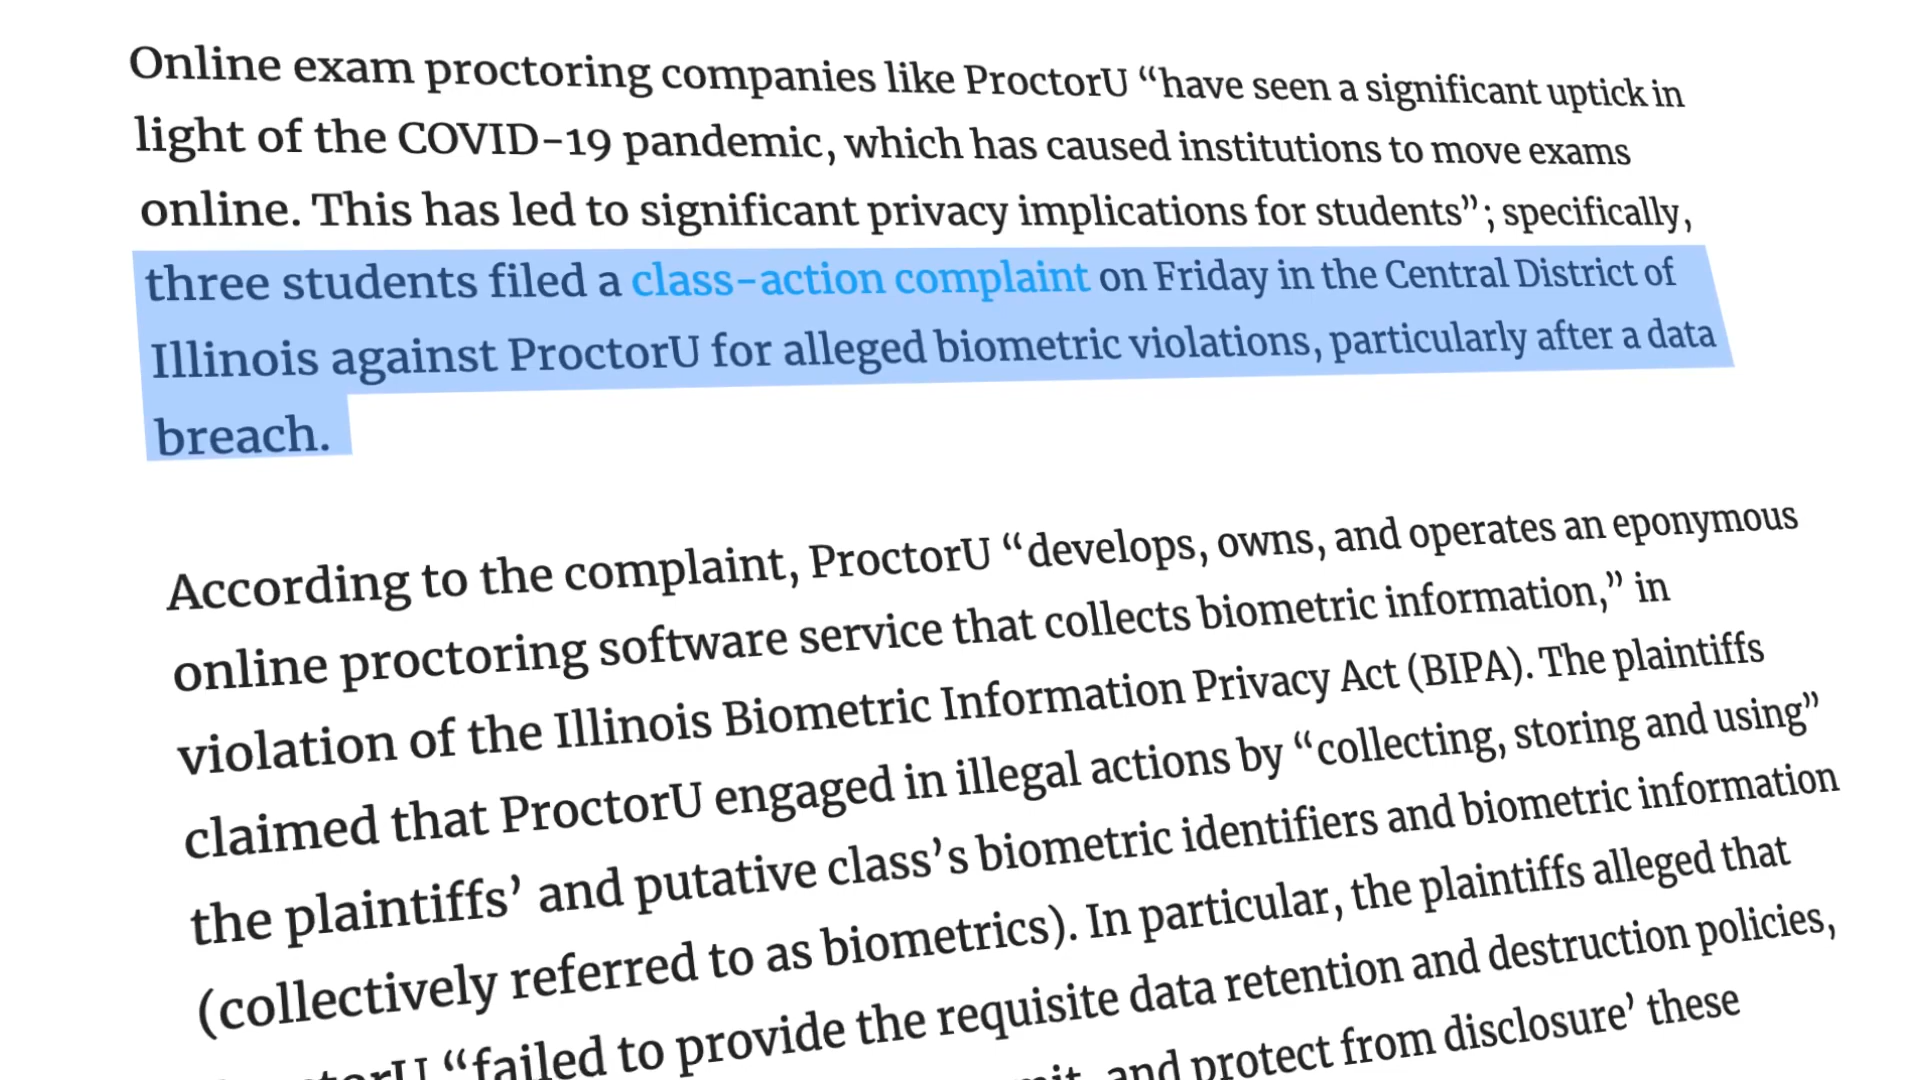 Online exam proctoring companies like ProctorU “have seen a significant uptick in
light of the COVID-19 pandemic, which has caused institutions to move exams
online. This has led to significant privacy implications for students”; specifically,
three students filed a class-action complaint on Friday in the Central District of
Illinois against ProctorU for alleged biometric violations, particularly after a data
breach.
According to the complaint, ProctorU “develops, owns, and operates an eponymous
online proctoring software service that collects biometric information,” in
violation of the Illinois Biometric Information Privacy Act (BIPA). The plaintiffs
claimed that ProctorU engaged in illegal actions by “collecting, storing and using”
the plaintiffs’ and putative class’s biometric identifiers and biometric information
(collectively referred to as biometrics). In particular, the plaintiffs alleged that
“failed to provide the requisite data retention and destruction policies,
and protect from disclosure’ these